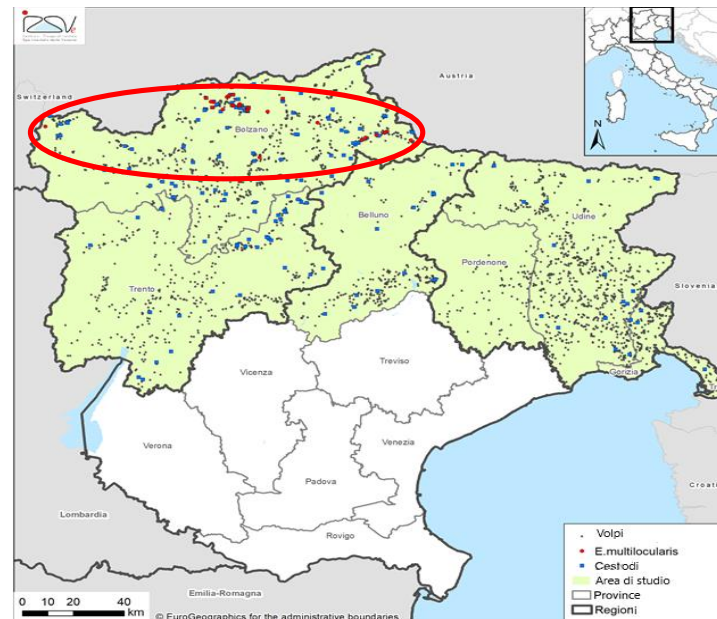 Switzerland
Austria
Bolzano
Belluno
Udine
Pordenone
Trento
Slovenia
Gorizia
Vicenza
Treviso
Verona
Venezia
Padova
Lombardia
Rovigo
Croat
Emilia-Romagna
N
Volpi
E.multilocularis
Cestodi
Area di studio
Province
Regioni
0 10 20 40
km
© EuroGeographics for the administrative boundaries